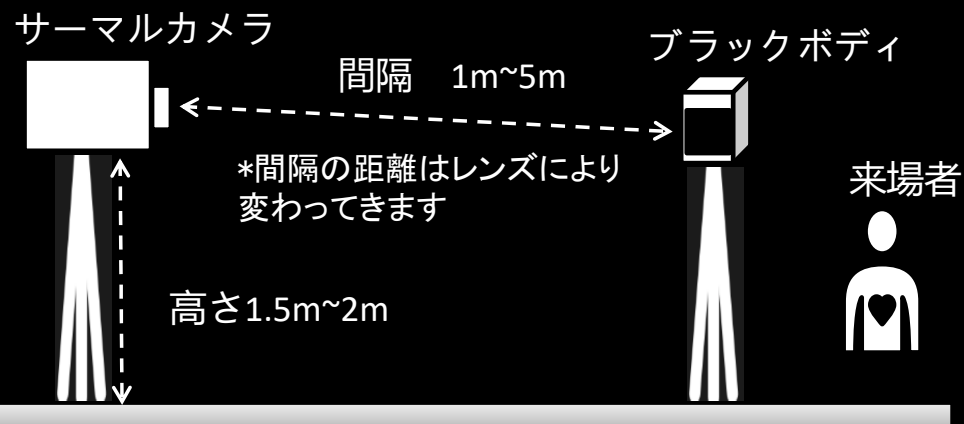 サーマルカメラ
ブラックボディ
間隔　1m~5m
*間隔の距離はレンズにより
変わってきます
来場者
高さ1.5m~2m